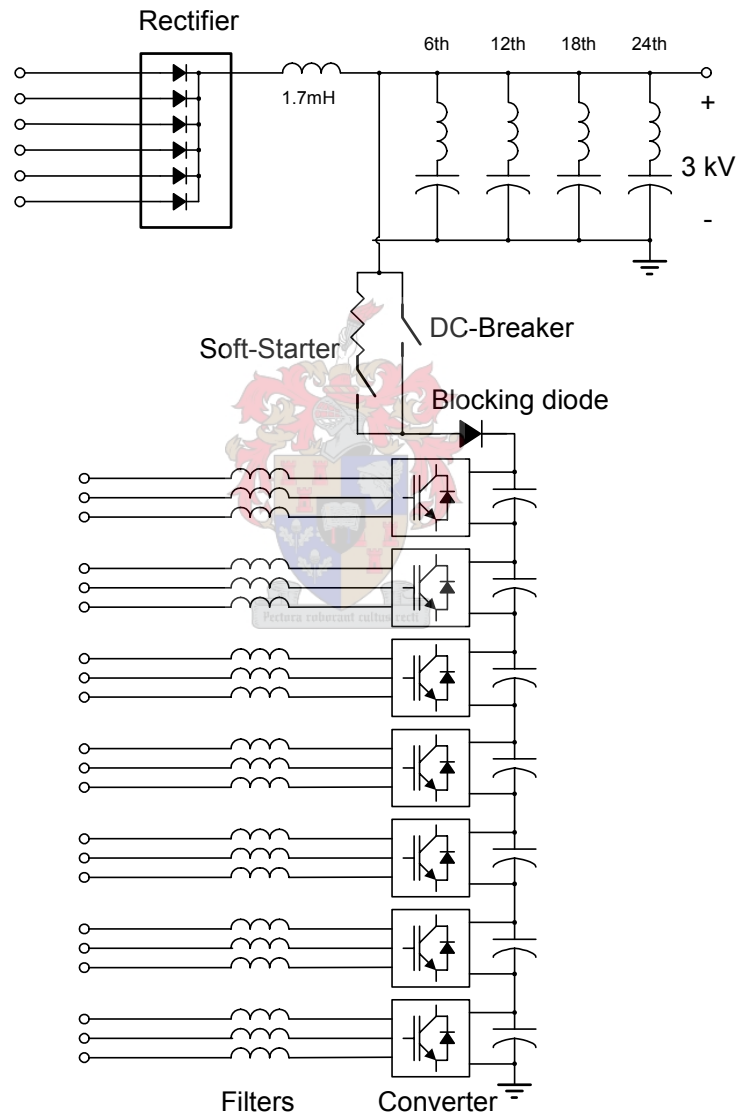 Rectifier
6th 12th 18th 24th
1.7mH
+
3 kV
-
Soft-Starter
DC-Breaker
Blocking diode
Pectora roborant cultus recti
Filters
Converter